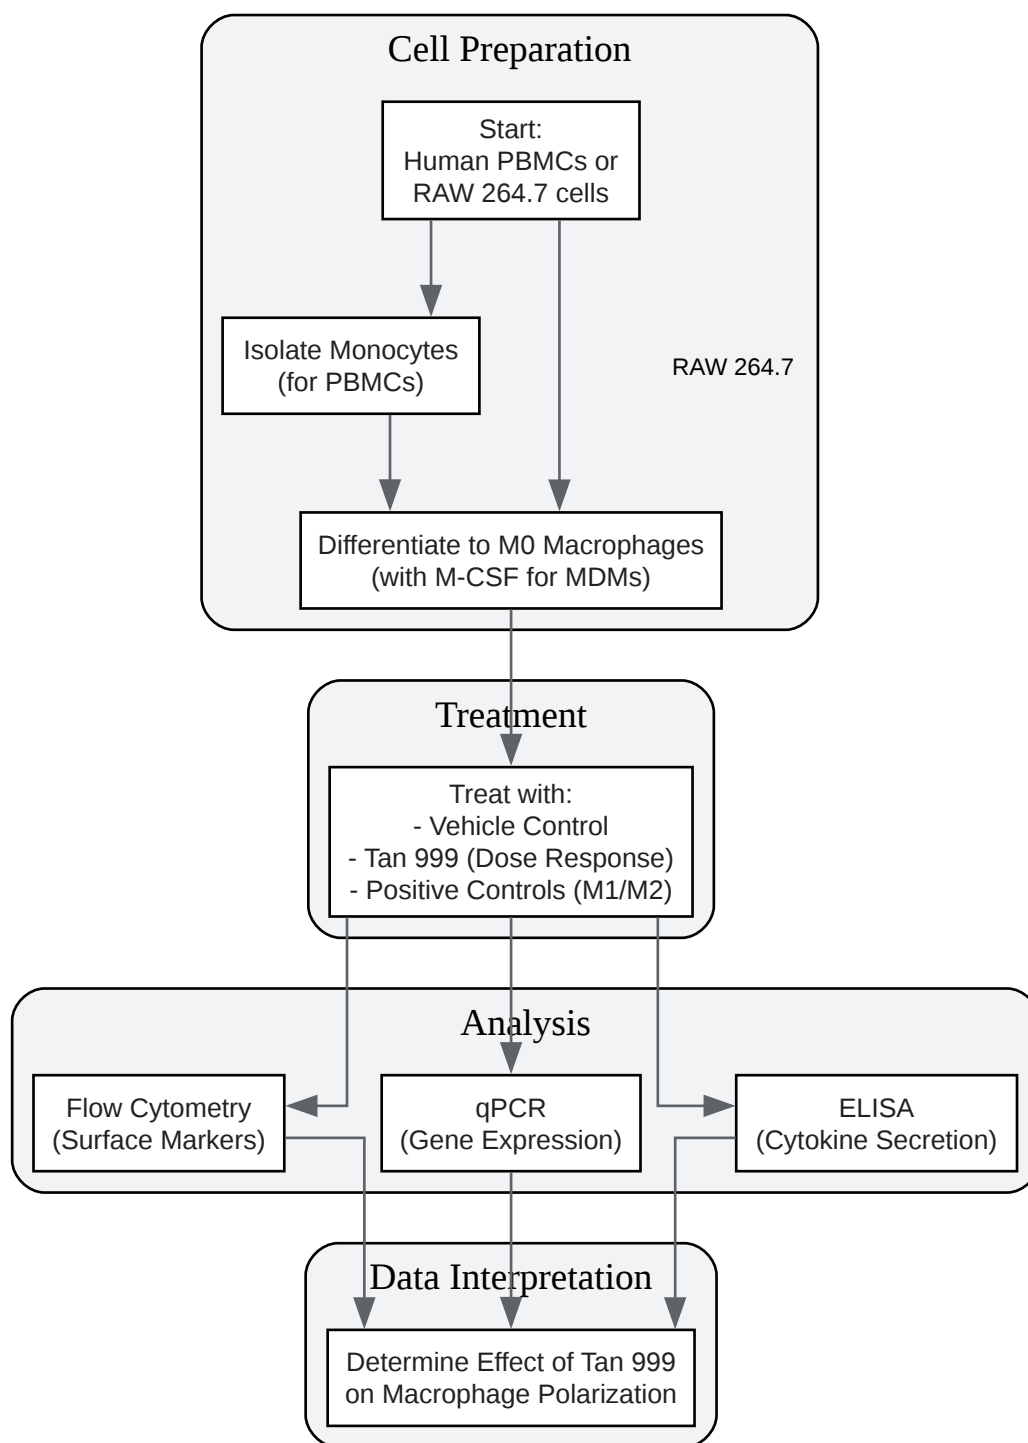 Cell Preparation
Start:
Human PBMCs or
RAW 264.7 cells
Isolate Monocytes
(for PBMCs)
RAW 264.7
Differentiate to M0 Macrophages
(with M-CSF for MDMs)
Treatment
Treat with:
- Vehicle Control
- Tan 999 (Dose Response)
- Positive Controls (M1/M2)
Analysis
Flow Cytometry
(Surface Markers)
qPCR
(Gene Expression)
ELISA
(Cytokine Secretion)
Data Interpretation
Determine Effect of Tan 999
on Macrophage Polarization